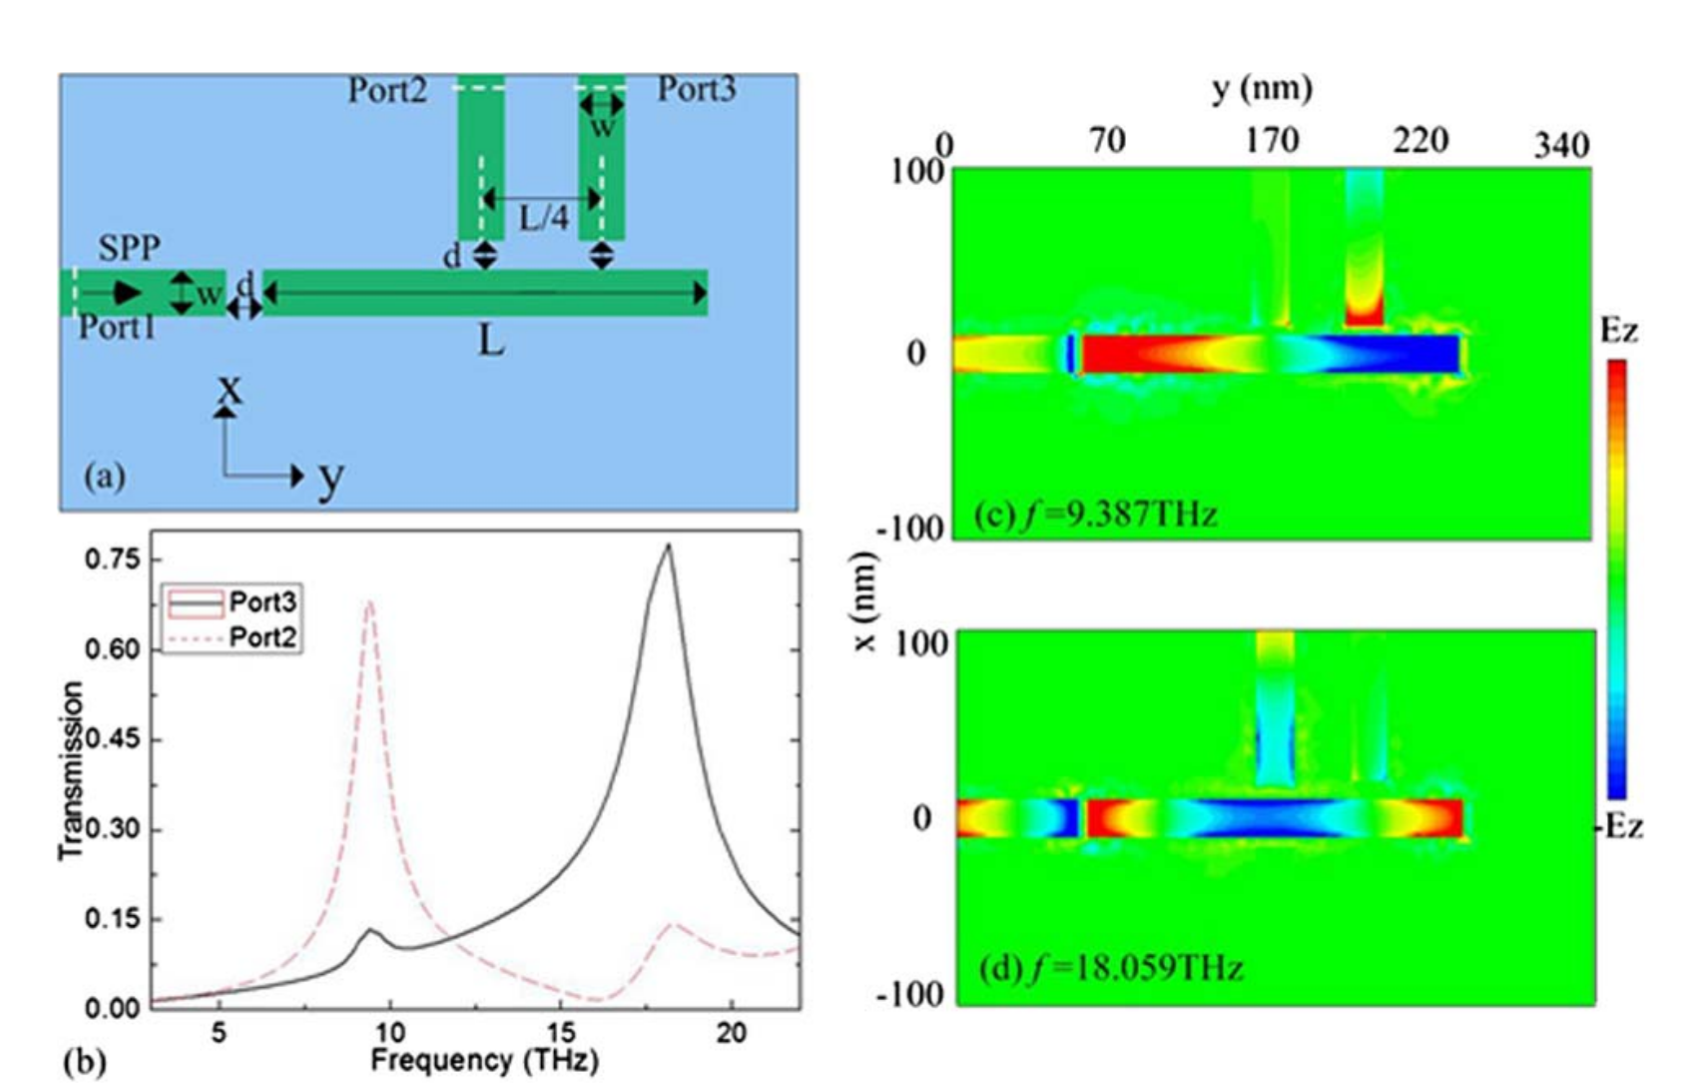 Port2
Port3
w
L/4
SPP
d
d
w
Port1
L
X
y
(a)
0.75
0.60
0.45
0.30
0.15
0.00
Transmission
Port3
Port2
5 10 15 20
Frequency (THz)
(b)
y (nm)
0 70 170 220 340
100
0
-100
(c) f=9.387THz
x (nm)
100
0
-100
(d) f=18.059THz
Ez
-Ez